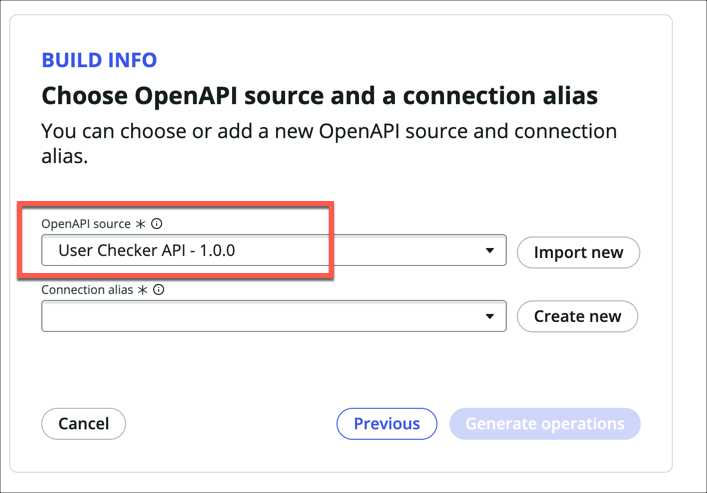 BUILD INFO
Choose OpenAPI source and a connection alias
You can choose or add a new OpenAPI source and connection
alias.
OpenAPI source *
User Checker API - 1.0.0
Import new
Connection alias *
Create new
Cancel
Previous
Generate operations